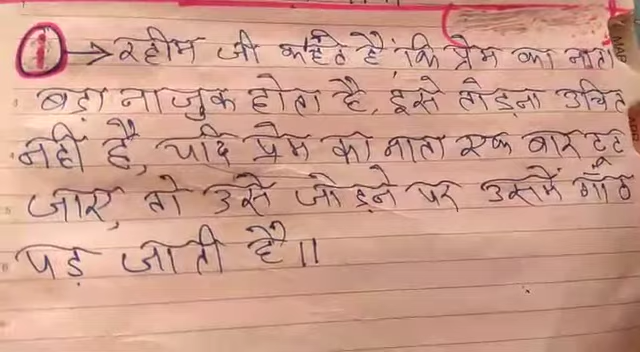 1 → रहीम जी कहते हैं कि प्रेम का नाता
बड़ा नाजुक होता है, इसे तोड़ना उचित
नहीं है, यदि प्रेम का नाता एक बार टूट
जाए, तो उसे जोड़ने पर उसमें गाँठ
पड़ जाती है॥